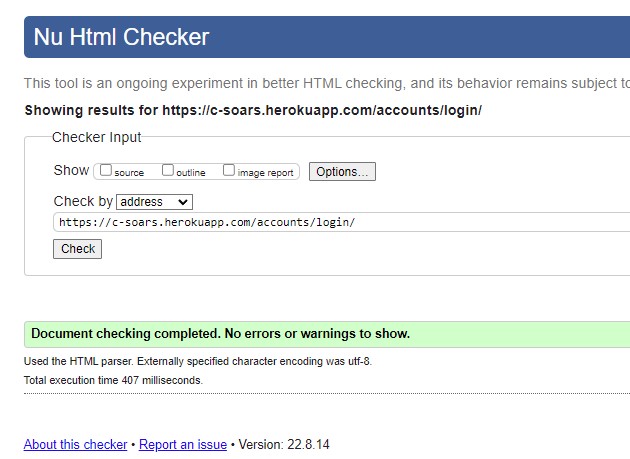 Nu Html Checker
This tool is an ongoing experiment in better HTML checking, and its behavior remains subject to
Showing results for https://c-soars.herokuapp.com/accounts/login/
Checker Input
Show source outline image report Options...
Check by address
https://c-soars.herokuapp.com/accounts/login/
Check
Document checking completed. No errors or warnings to show.
Used the HTML parser. Externally specified character encoding was utf-8.
Total execution time 407 milliseconds.
About this checker • Report an issue • Version: 22.8.14